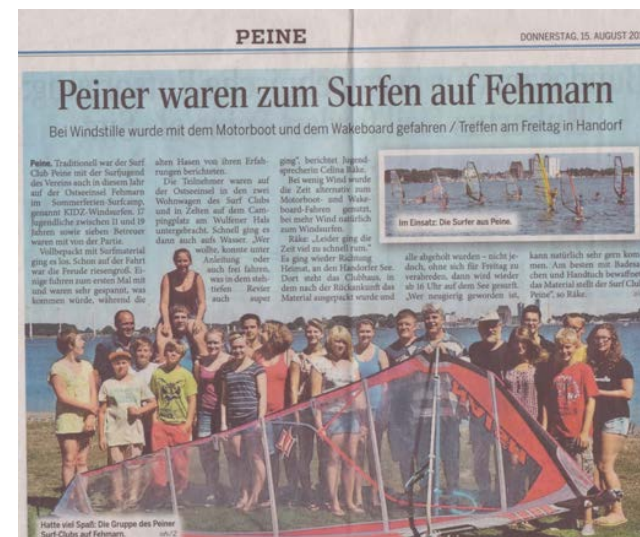 PEINE
DONNERSTAG, 15. AUGUST 20
Peiner waren zum Surfen auf Fehmarn
Bei Windstille wurde mit dem Motorboot und dem Wakeboard gefahren / Treffen am Freitag in Handorf
Peine. Traditionell war der Surf
Club Peine mit der Surfjugend
des Vereins auch in diesem Jahr
auf der Ostseeinsel Fehmarn
im Sommerferien-Surfcamp,
genannt KIDZ-Windsurfen. 17
Jugendliche zwischen 11 und 19
Jahren sowie sieben Betreuer
waren mit von der Partie.
Vollbepackt mit Surfmaterial
ging es los. Schon auf der Fahrt
war die Freude riesengroß. Ei-
nige fuhren zum ersten Mal mit
und waren sehr gespannt, was
kommen würde, während die
alten Hasen von ihren Erfah-
rungen berichteten.
Die Teilnehmer waren auf
der Ostseeinsel in den zwei
Wohnwagen des Surf Clubs
und in Zelten auf dem Cam-
pingplatz am Wulfener Hals
untergebracht. Schnell ging es
dann auch aufs Wasser. „Wer
wollte, konnte unter
Anleitung oder
auch frei fahren,
was in dem steh-
tiefen Revier
auch super
ging“, berichtet Jugend-
sprecherin Celina Räke.
Bei wenig Wind wurde
die Zeit alternativ zum
Motorboot- und Wake-
board-Fahren genutzt,
bei mehr Wind natürlich
zum Windsurfen.
Räke: „Leider ging die
Zeit viel zu schnell rum.“
Es ging wieder Richtung
Heimat, an den Handorfer See.
Dort steht das Clubhaus, in
dem nach der Rückankunft das
Material ausgepackt wurde und
Im Einsatz: Die Surfer aus Peine.
alle abgeholt wurden – nicht je-
doch, ohne sich für Freitag zu
verabreden, dann wird wieder
ab 16 Uhr auf dem See gesurft.
„Wer neugierig geworden ist,
kann natürlich sehr gern kom-
men. Am besten mit Badesa-
chen und Handtuch bewaffnet,
das Material stellt der Surf Club
Peine“, so Räke.
Hatte viel Spaß: Die Gruppe des Peiner
Surf-Clubs auf Fehmarn.